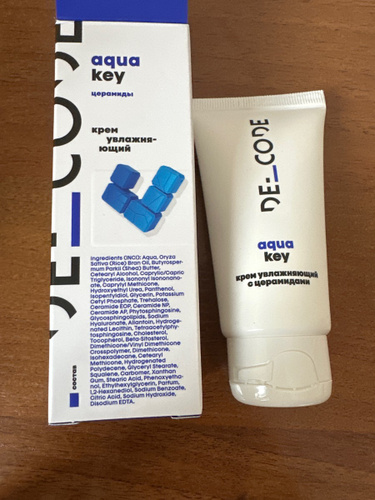 aqua
key
церамиды
крем
увлажня-
ющий
Ingredients (INCI): Aqua, Oryza
Sativa (Rice) Bran Oil, Butyrosper-
mum Parkii (Shea) Butter,
Cetearyl Alcohol, Caprylic/Capric
Triglyceride, Isononyl Isononano-
ate, Caprylyl Methicone,
Hydroxyethyl Urea, Panthenol,
Isopentyldiol, Glycerin, Potassium
Cetyl Phosphate, Trehalose,
Ceramide EOP, Ceramide NP,
Ceramide AP, Phytosphingosine,
Glycosphingolipids, Sodium
Hyaluronate, Allantoin, Hydroge-
nated Lecithin, Tetraacetylphy-
tosphingosine, Cholesterol,
Tocopherol, Beta-Sitosterol,
Dimethicone/Vinyl Dimethicone
Crosspolymer, Dimethicone,
Isohexadecane, Cetearyl
Methicone, Hydrogenated
Polydecene, Glyceryl Stearate,
Squalene, Carbomer, Xanthan
Gum, Stearic Acid, Phenoxyetha-
nol, Ethylhexylglycerin, Parfum,
1,2-Hexanediol, Sodium Benzoate,
Citric Acid, Sodium Hydroxide,
Disodium EDTA.
состав
DE_CODE
DE_CODE
aqua
key
крем увлажняющий
с церамидами